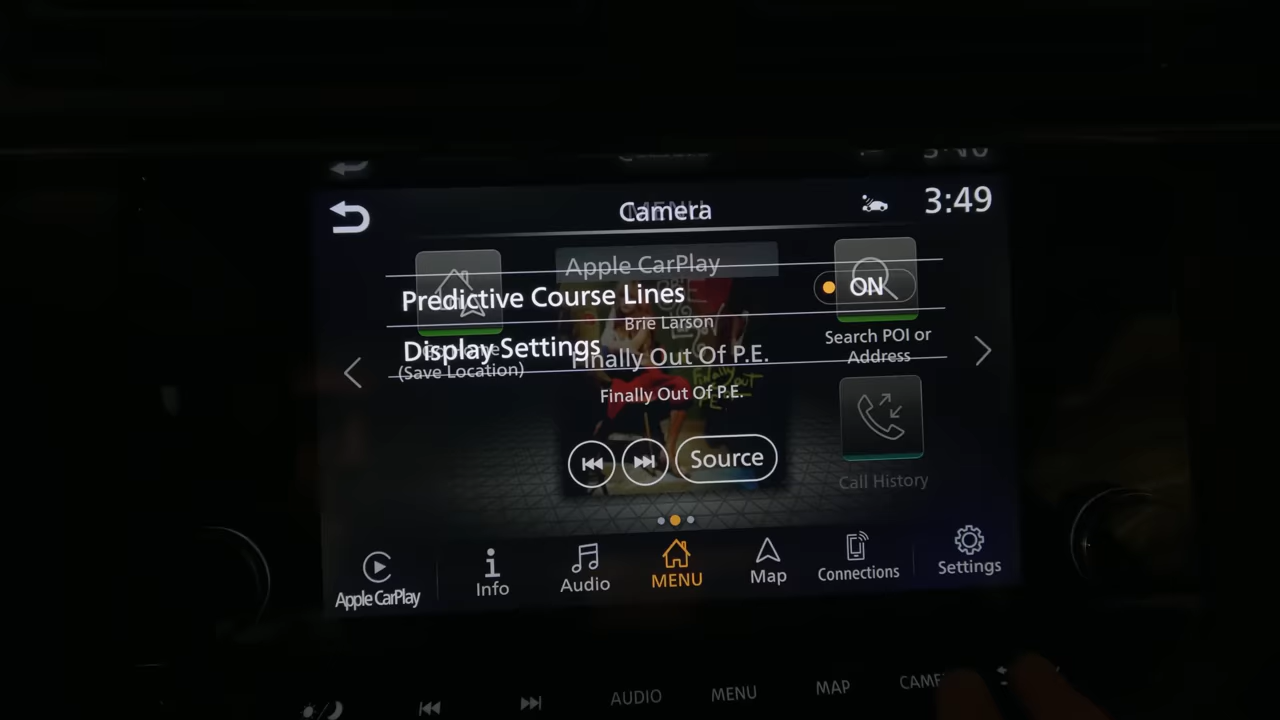 Camera
3:49
Apple CarPlay
Predictive Course Lines
ON
Brie Larson
Search POI or
Address
Display Settings
Finally Out Of P.E.
(Save Location)
Finally Out Of P.E.
Source
Call History
Apple CarPlay
Info
Audio
MENU
Map
Connections
Settings
AUDIO
MENU
MAP